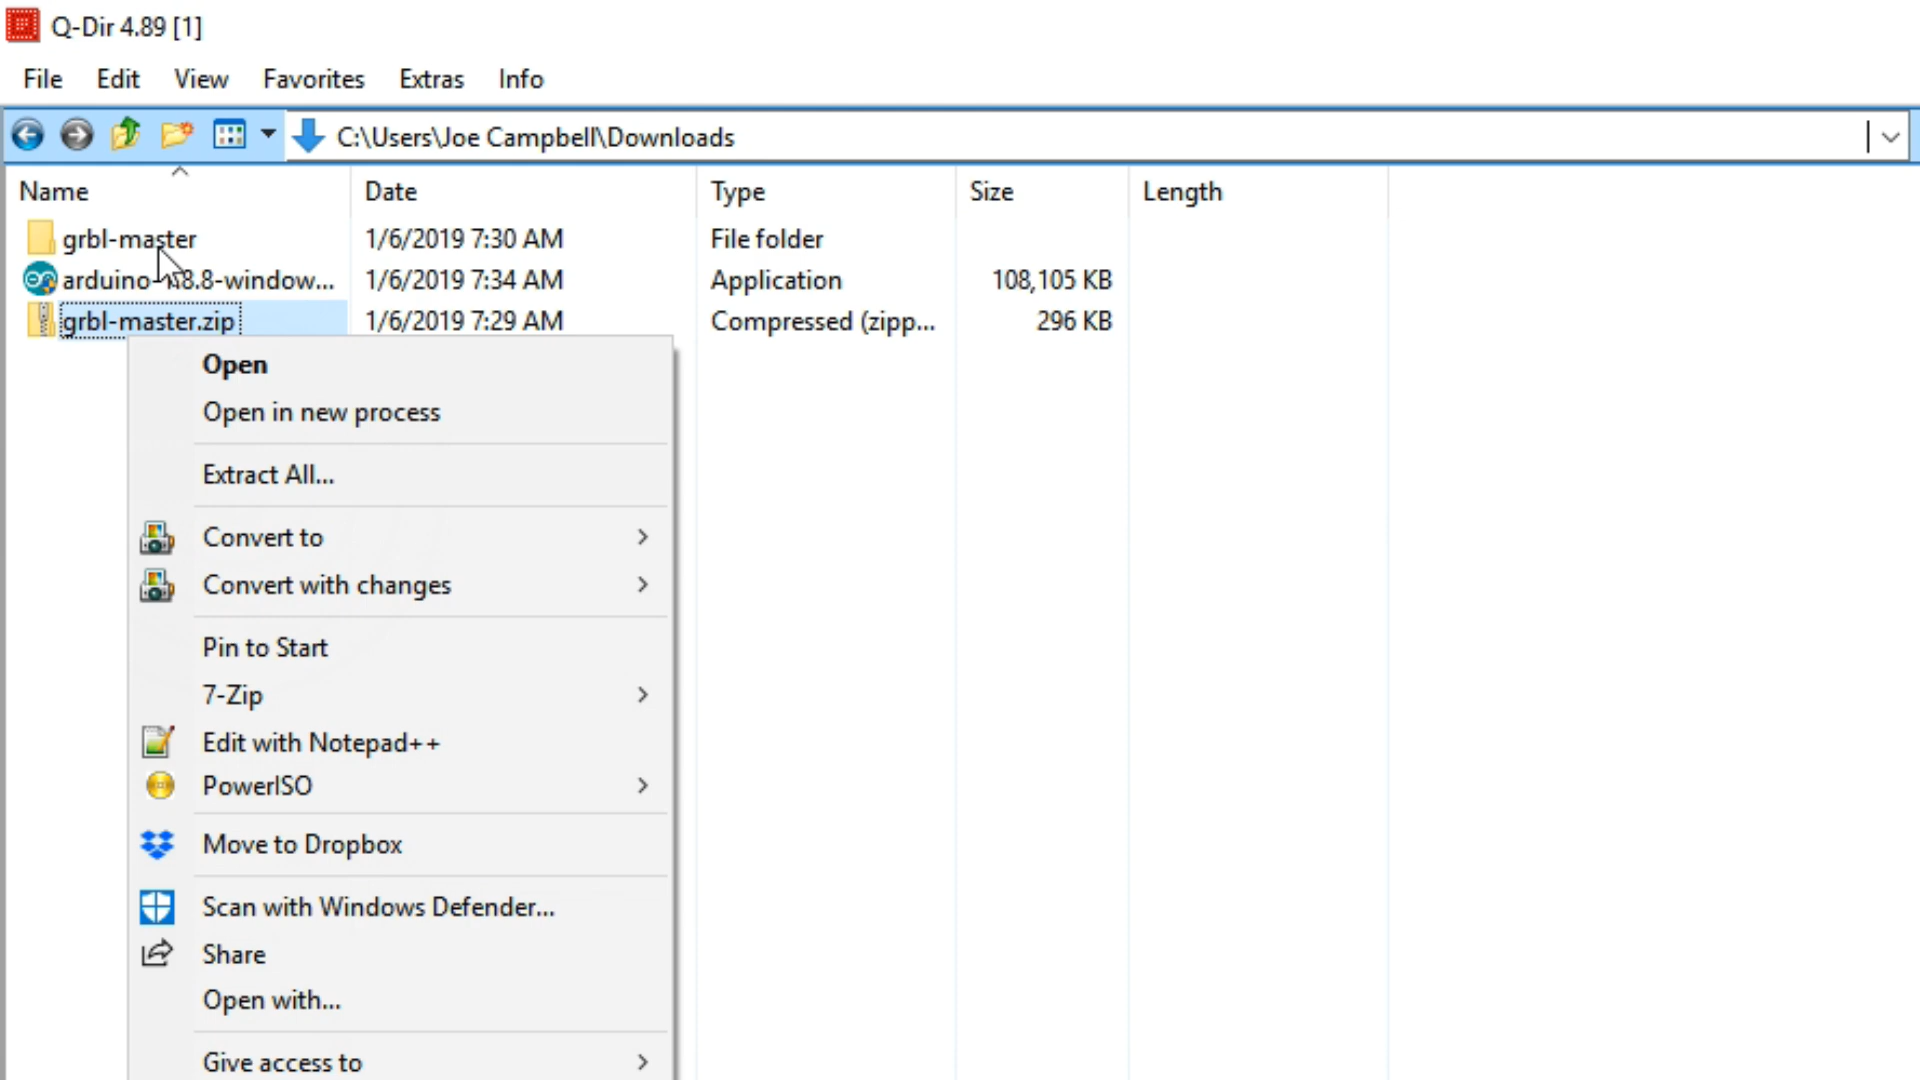 Q-Dir 4.89 [1]
File Edit View Favorites Extras Info
C:\Users\Joe Campbell\Downloads
Name Date Type Size Length
grbl-master 1/6/2019 7:30 AM File folder
8.8-window... 1/6/2019 7:34 AM Application 108,105 KB
grbl-master.zip 1/6/2019 7:29 AM Compressed (zipp... 296 KB
Open
Open in new process
Extract All...
Convert to
Convert with changes
Pin to Start
7-Zip
Edit with Notepad++
PowerISO
Move to Dropbox
Scan with Windows Defender...
Share
Open with...
Give access to